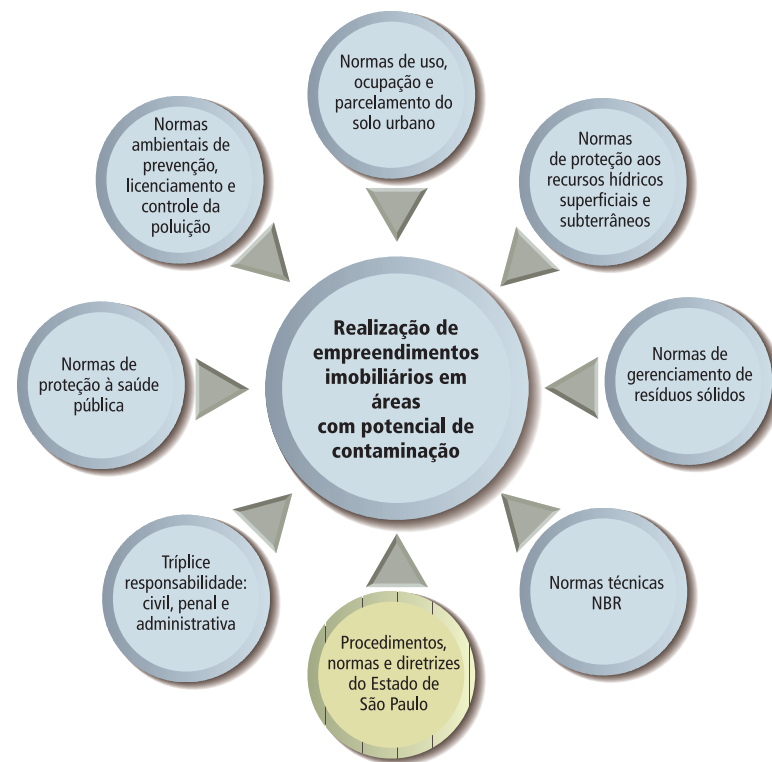 Normas de uso,
ocupação e
parcelamento do
solo urbano
Normas
ambientais de
prevenção,
licenciamento e
controle da
poluição
Normas
de proteção aos
recursos hídricos
superficiais e
subterrâneos
Realização de
empreendimentos
imobiliários em
áreas
com potencial de
contaminação
Normas de
proteção à saúde
pública
Normas de
gerenciamento de
resíduos sólidos
Tríplice
responsabilidade:
civil, penal e
administrativa
Normas técnicas
NBR
Procedimentos,
normas e diretrizes
do Estado de
São Paulo